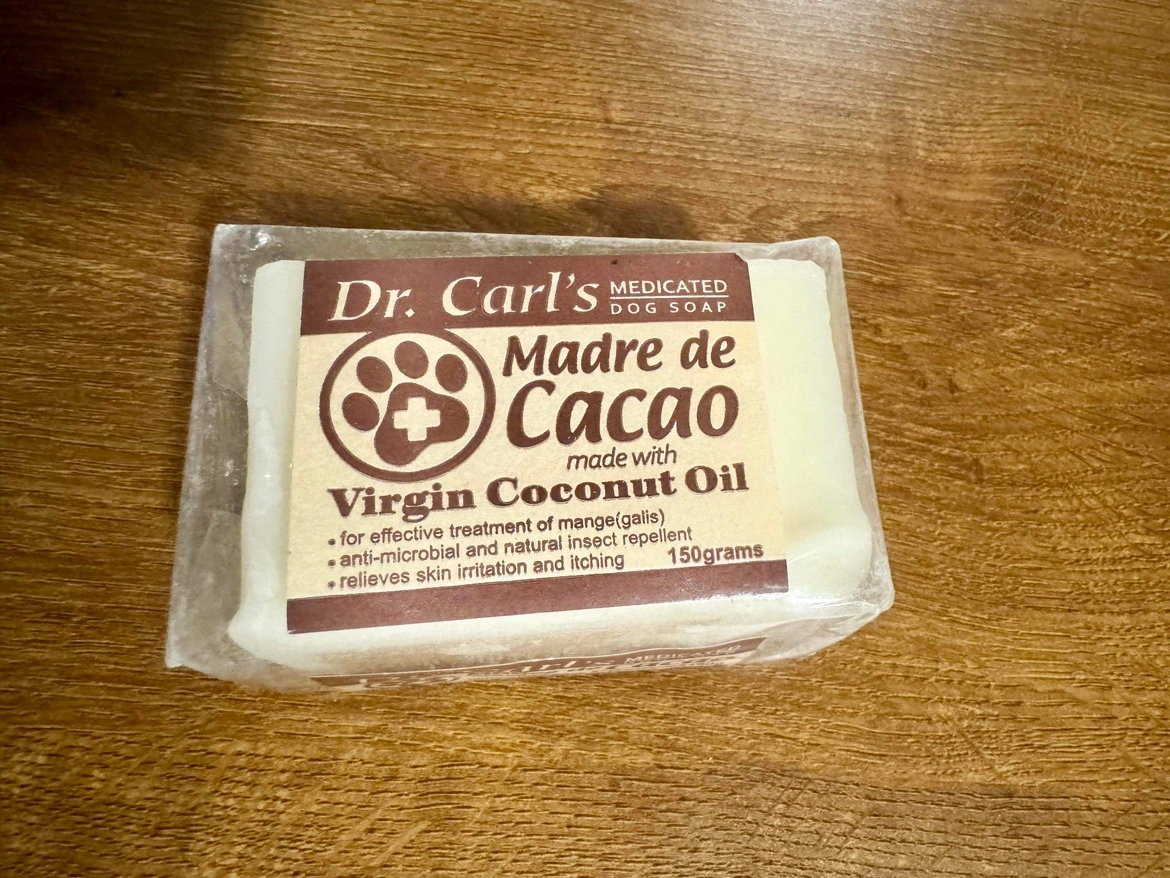 Dr. Carl's MEDICATED
DOG SOAP
Madre de
Cacao
made with
Virgin Coconut Oil
• for effective treatment of mange(galis)
• anti-microbial and natural insect repellent
• relieves skin irritation and itching 150grams
MEDICATED